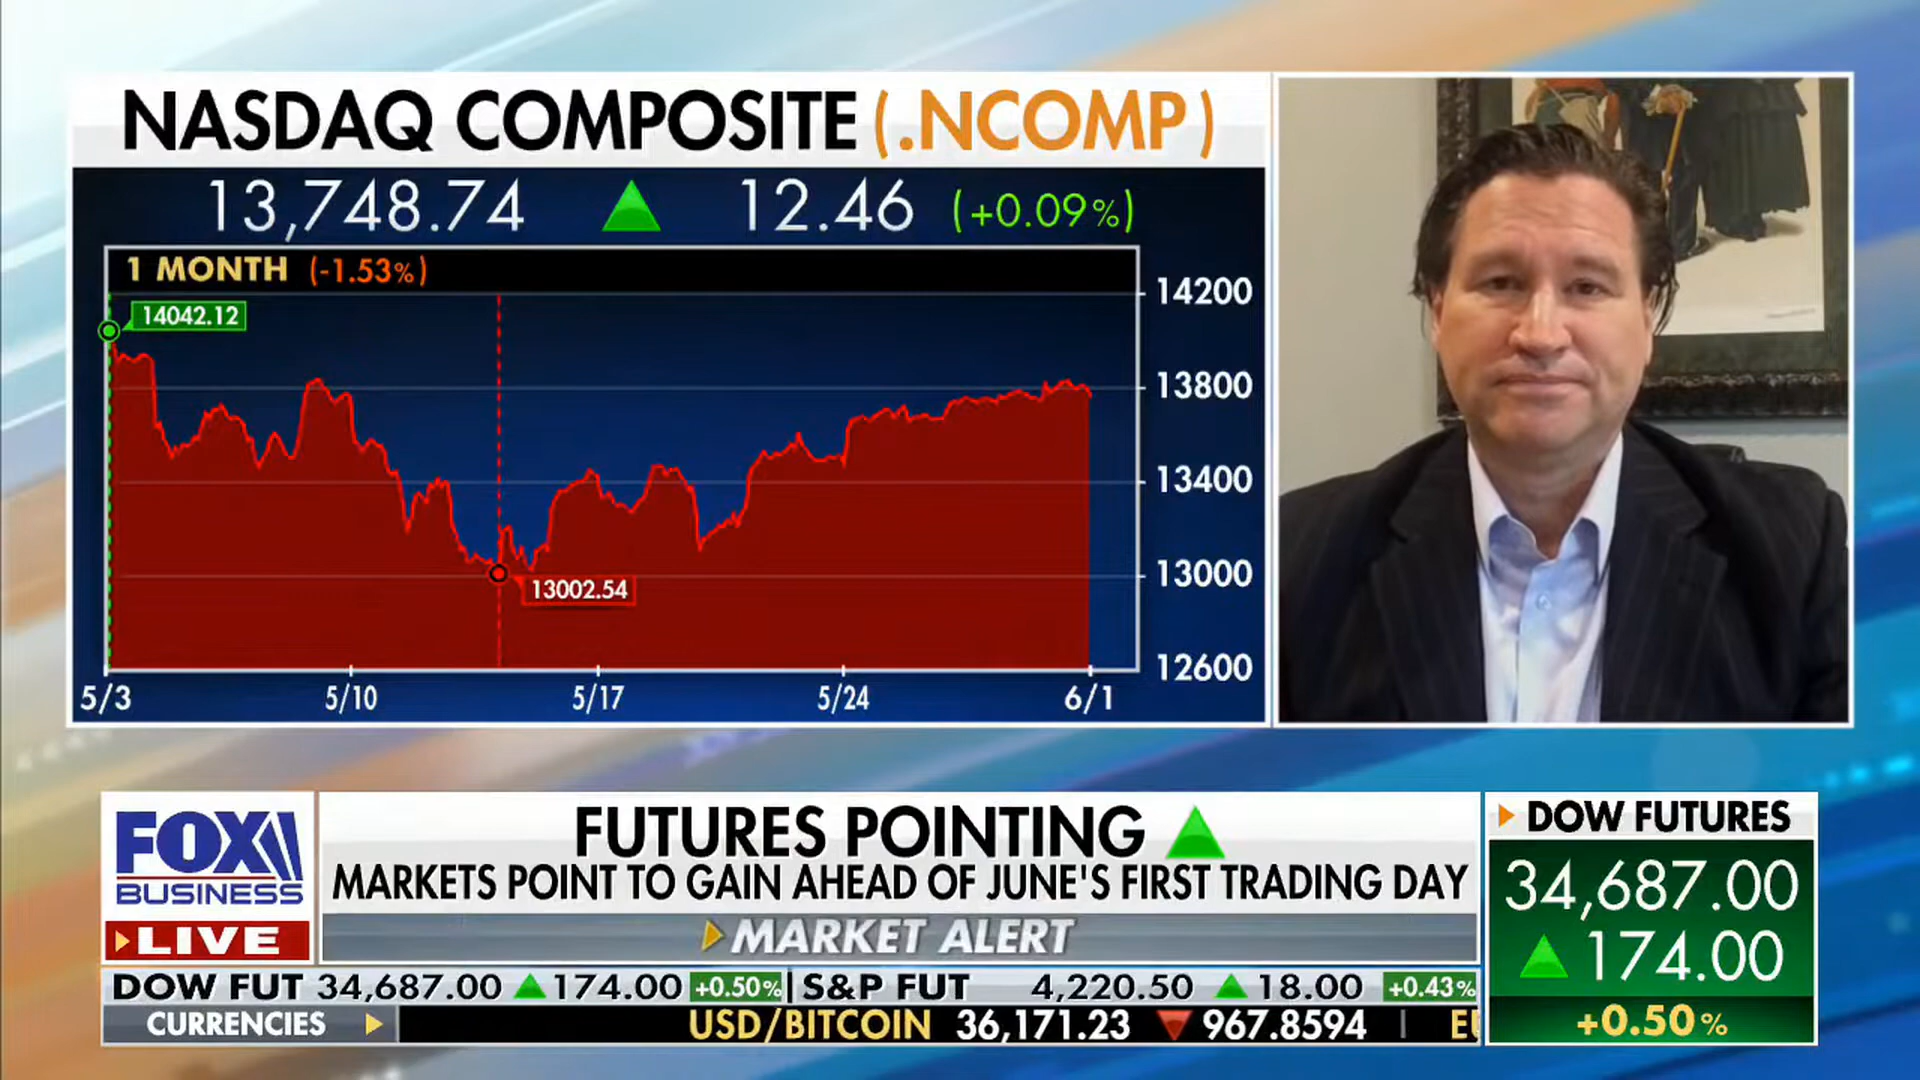 NASDAQ COMPOSITE (.NCOMP)
13,748.74 ▲ 12.46 (+0.09%)
1 MONTH (-1.53%)
14042.12
13002.54
14200
13800
13400
13000
12600
5/3 5/10 5/17 5/24 6/1
FOX BUSINESS
LIVE
FUTURES POINTING ▲
MARKETS POINT TO GAIN AHEAD OF JUNE'S FIRST TRADING DAY
MARKET ALERT
DOW FUTURES
34,687.00
▲ 174.00
+0.50%
DOW FUT 34,687.00 ▲ 174.00 +0.50% | S&P FUT 4,220.50 ▲ 18.00 +0.43%
CURRENCIES USD/BITCOIN 36,171.23 ▼ 967.8594 |